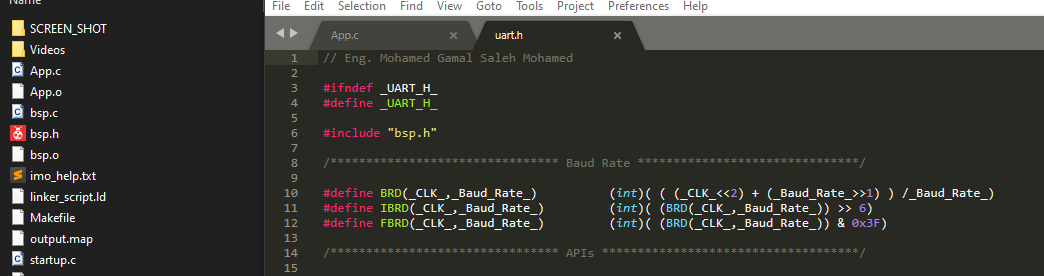 Name
SCREEN_SHOT
Videos
App.c
App.o
bsp.c
bsp.h
bsp.o
imo_help.txt
linker_script.ld
Makefile
output.map
startup.c
File Edit Selection Find View Goto Tools Project Preferences Help
App.c × uart.h ×
1 // Eng. Mohamed Gamal Saleh Mohamed
2
3 #ifndef _UART_H_
4 #define _UART_H_
5
6 #include "bsp.h"
7
8 /******************************** Baud Rate *******************************/
9
10 #define BRD(_CLK_,_Baud_Rate_) (int)( ( (_CLK_<<2) + (_Baud_Rate_>>1) ) /_Baud_Rate_)
11 #define IBRD(_CLK_,_Baud_Rate_) (int)( (BRD(_CLK_,_Baud_Rate_)) >> 6)
12 #define FBRD(_CLK_,_Baud_Rate_) (int)( (BRD(_CLK_,_Baud_Rate_)) & 0x3F)
13
14 /******************************** APIs ************************************/
15